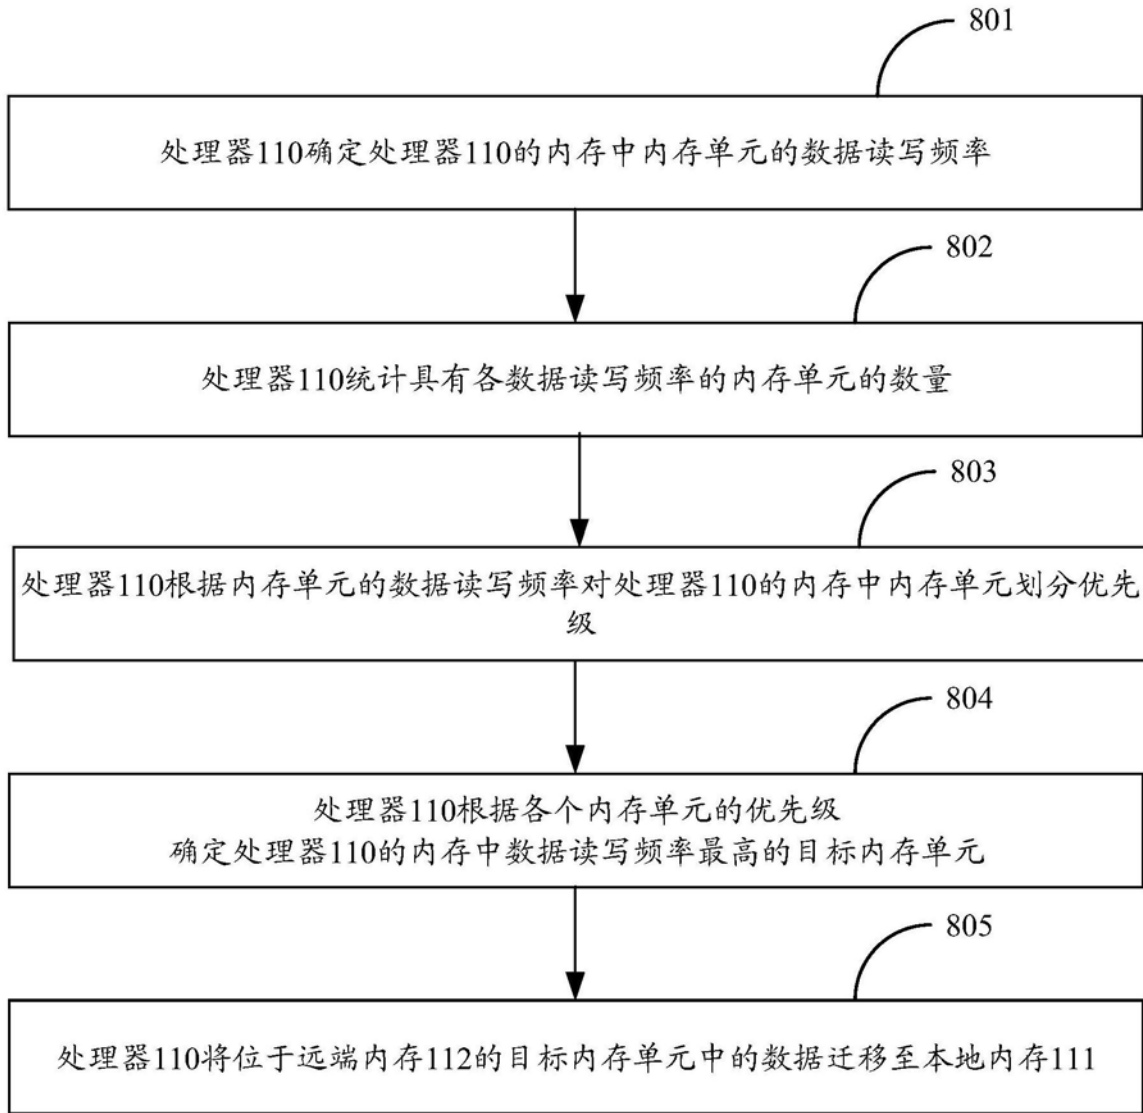 801
处理器110确定处理器110的内存中内存单元的数据读写频率
802
处理器110统计具有各数据读写频率的内存单元的数量
803
处理器110根据内存单元的数据读写频率对处理器110的内存中内存单元划分优先
级
804
处理器110根据各个内存单元的优先级
确定处理器110的内存中数据读写频率最高的目标内存单元
805
处理器110将位于远端内存112的目标内存单元中的数据迁移至本地内存111